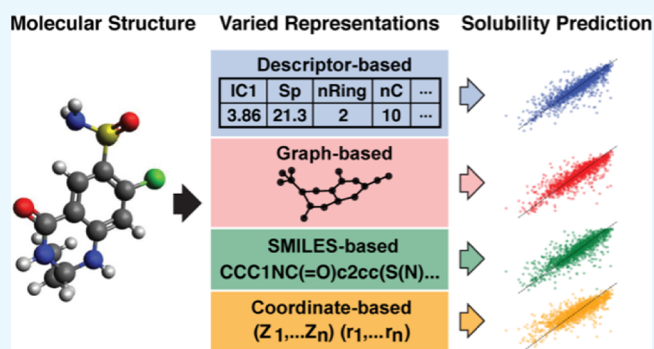 Molecular Structure Varied Representations Solubility Prediction
Descriptor-based
IC1 Sp nRing nC ...
3.86 21.3 2 10 ...
Graph-based
SMILES-based
CCC1NC(=O)c2cc(S(N)...
Coordinate-based
(Z1,...Zn) (r1,...rn)